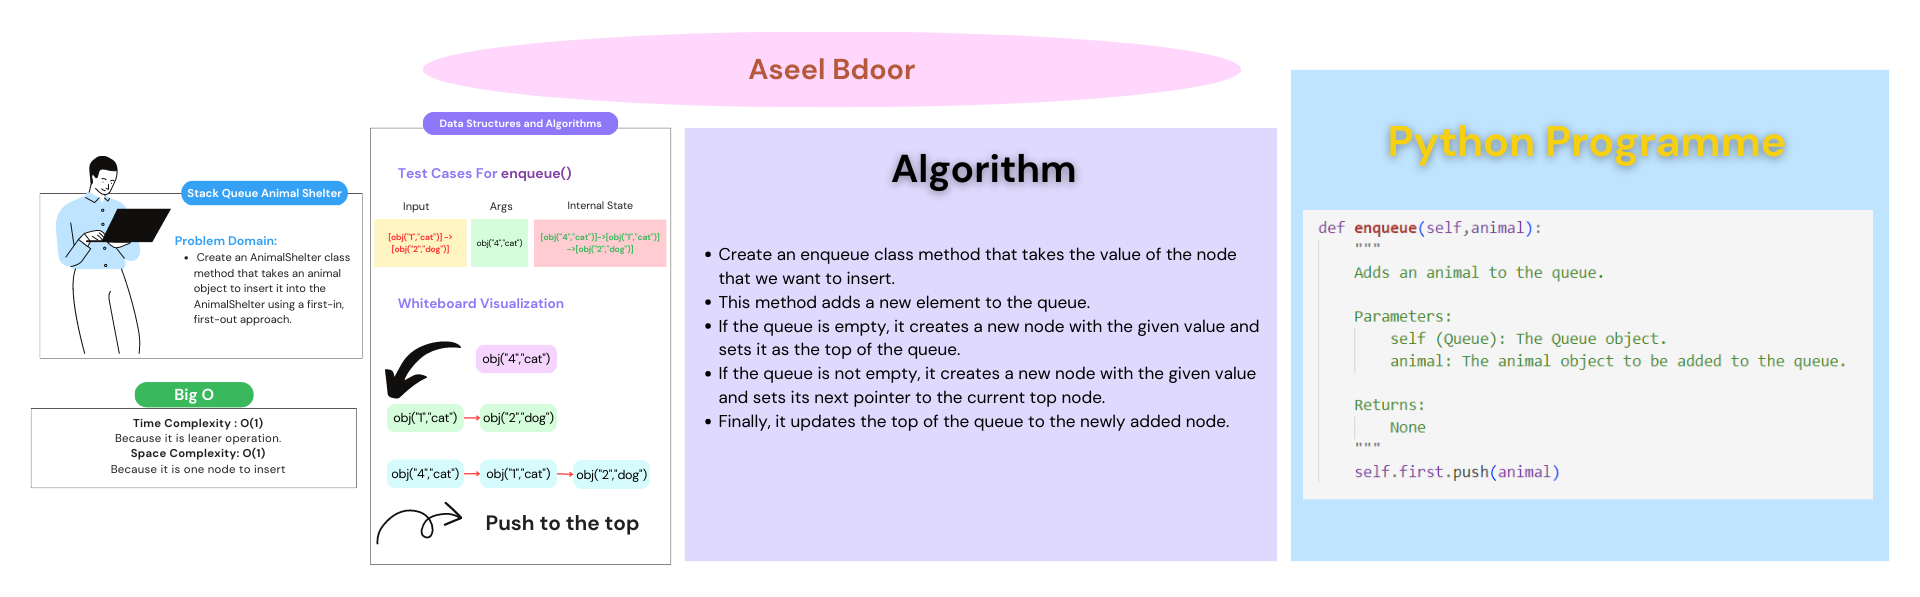 Aseel Bdoor
Stack Queue Animal Shelter
Problem Domain:
• Create an AnimalShelter class
method that takes an animal
object to insert it into the
AnimalShelter using a first-in,
first-out approach.
Big O
Time Complexity : O(1)
Because it is leaner operation.
Space Complexity: O(1)
Because it is one node to insert
Data Structures and Algorithms
Test Cases For enqueue()
Input Args Internal State
[obj("1","cat")] ->
[obj("2","dog")]
obj("4","cat")
[obj("4","cat")]->[obj("1","cat")]
->[obj("2","dog")]
Whiteboard Visualization
obj("4","cat")
obj("1","cat") obj("2","dog")
obj("4","cat") obj("1","cat") obj("2","dog")
Push to the top
Algorithm
• Create an enqueue class method that takes the value of the node
that we want to insert.
• This method adds a new element to the queue.
• If the queue is empty, it creates a new node with the given value and
sets it as the top of the queue.
• If the queue is not empty, it creates a new node with the given value
and sets its next pointer to the current top node.
• Finally, it updates the top of the queue to the newly added node.
Python Programme
def enqueue(self,animal):
"""
Adds an animal to the queue.
Parameters:
self (Queue): The Queue object.
animal: The animal object to be added to the queue.
Returns:
None
"""
self.first.push(animal)